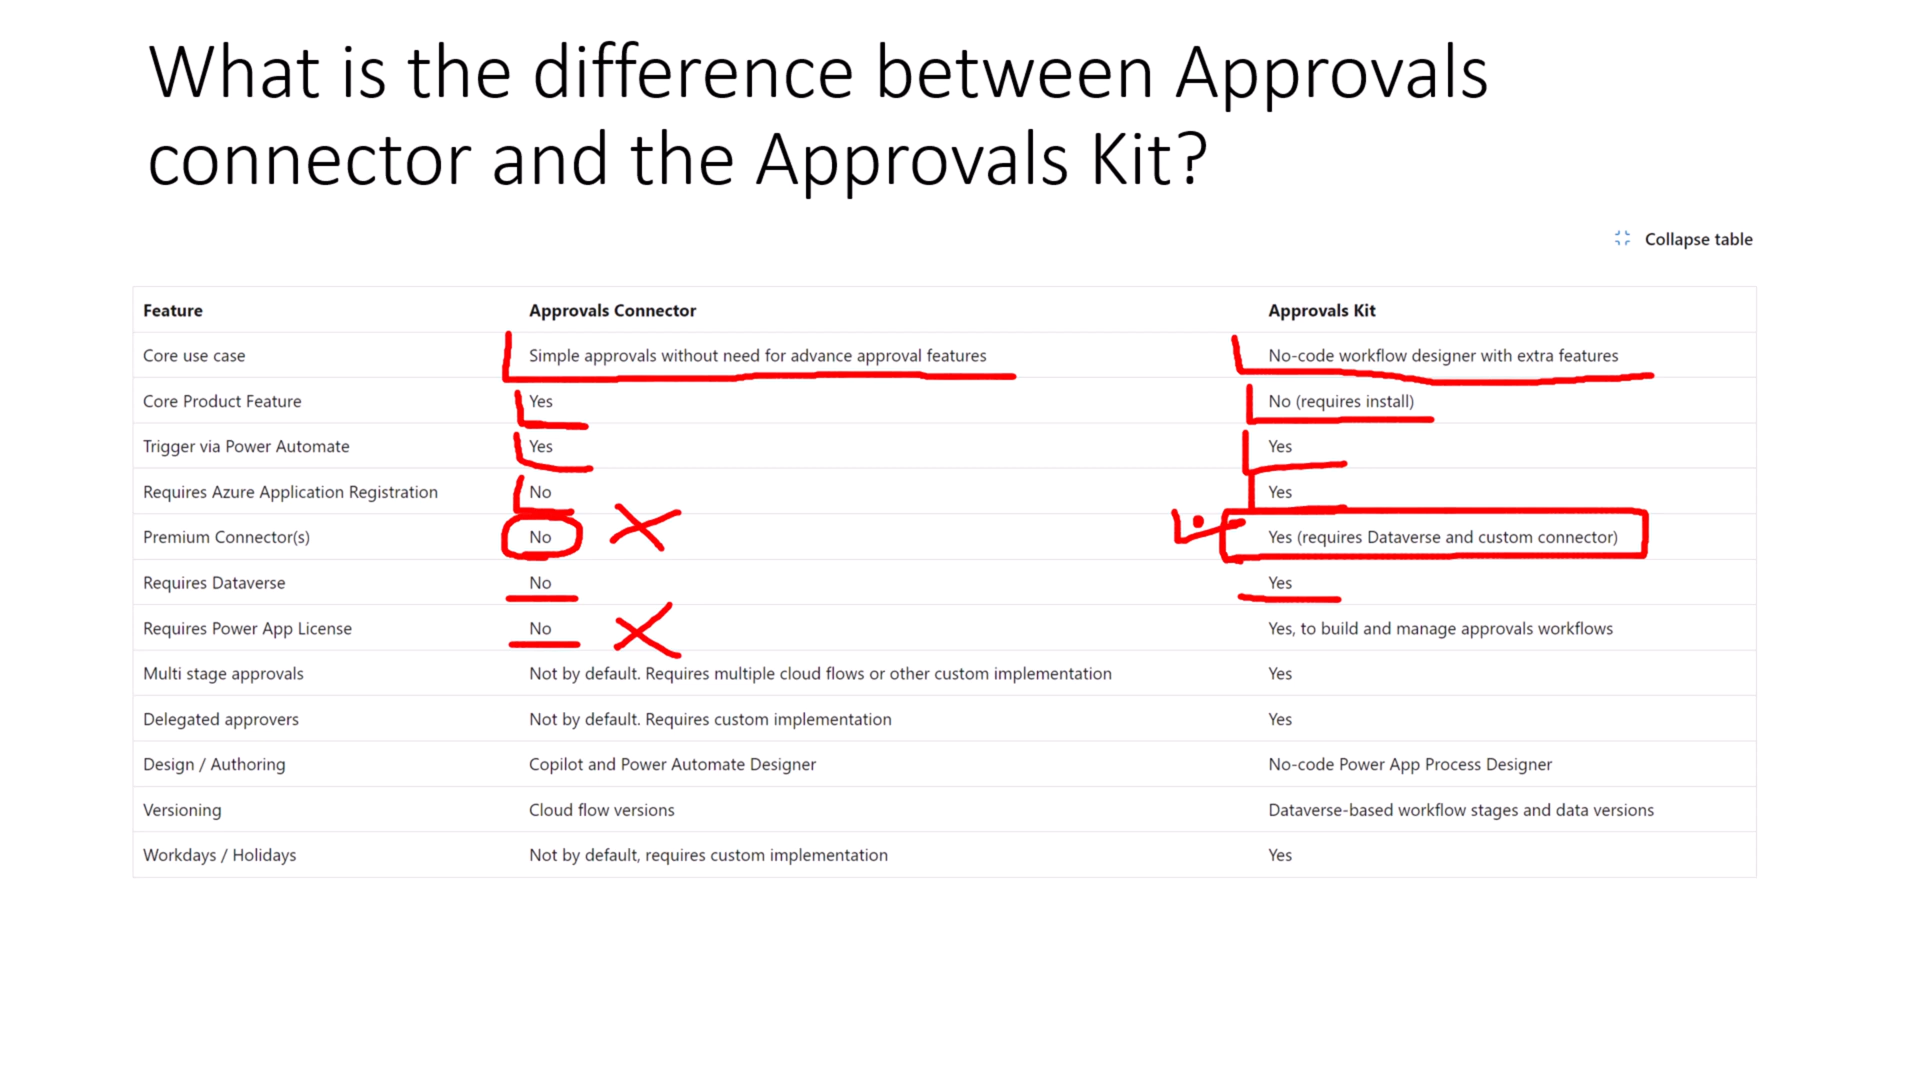 What is the difference between Approvals
connector and the Approvals Kit?
Collapse table
Feature Approvals Connector Approvals Kit
Core use case Simple approvals without need for advance approval features No-code workflow designer with extra features
Core Product Feature Yes No (requires install)
Trigger via Power Automate Yes Yes
Requires Azure Application Registration No Yes
Premium Connector(s) No Yes (requires Dataverse and custom connector)
Requires Dataverse No Yes
Requires Power App License No Yes, to build and manage approvals workflows
Multi stage approvals Not by default. Requires multiple cloud flows or other custom implementation Yes
Delegated approvers Not by default. Requires custom implementation Yes
Design / Authoring Copilot and Power Automate Designer No-code Power App Process Designer
Versioning Cloud flow versions Dataverse-based workflow stages and data versions
Workdays / Holidays Not by default, requires custom implementation Yes